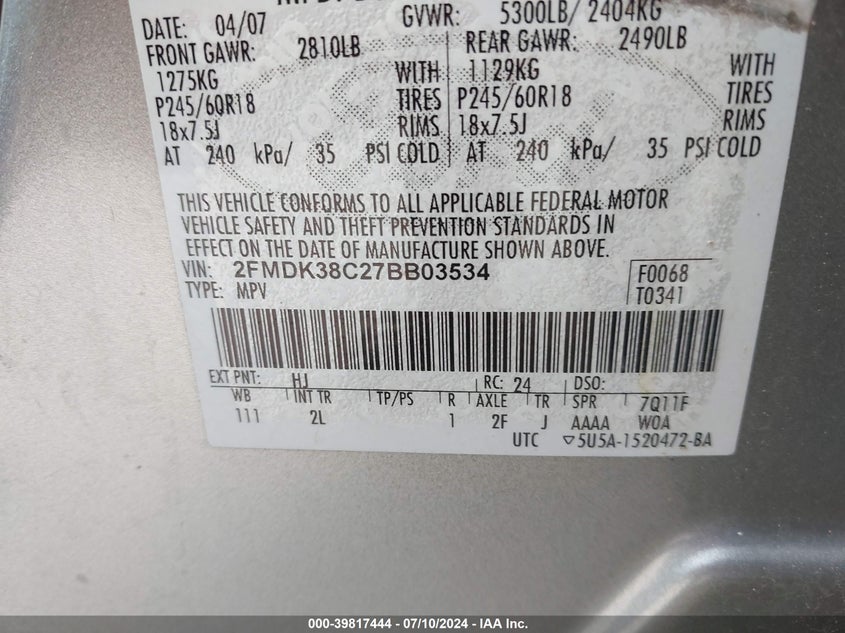 DATE: 04/07 GVWR: 5300LB/ 2404KG
FRONT GAWR: 2810LB REAR GAWR: 2490LB
1275KG WITH 1129KG WITH
P245/60R18 TIRES P245/60R18 TIRES
18x7.5J RIMS 18x7.5J RIMS
AT 240 kPa/ 35 PSI COLD AT 240 kPa/ 35 PSI COLD
THIS VEHICLE CONFORMS TO ALL APPLICABLE FEDERAL MOTOR
VEHICLE SAFETY AND THEFT PREVENTION STANDARDS IN
EFFECT ON THE DATE OF MANUFACTURE SHOWN ABOVE.
VIN: 2FMDK38C27BB03534 F0068
TYPE: MPV T0341
EXT PNT: HJ RC: 24 DSO:
WB INT TR TP/PS R AXLE TR SPR 7Q11F
111 2L 1 2F J AAAA WOA
UTC ▽5U5A-1520472-BA
000-39817444 - 07/10/2024 - IAA Inc.